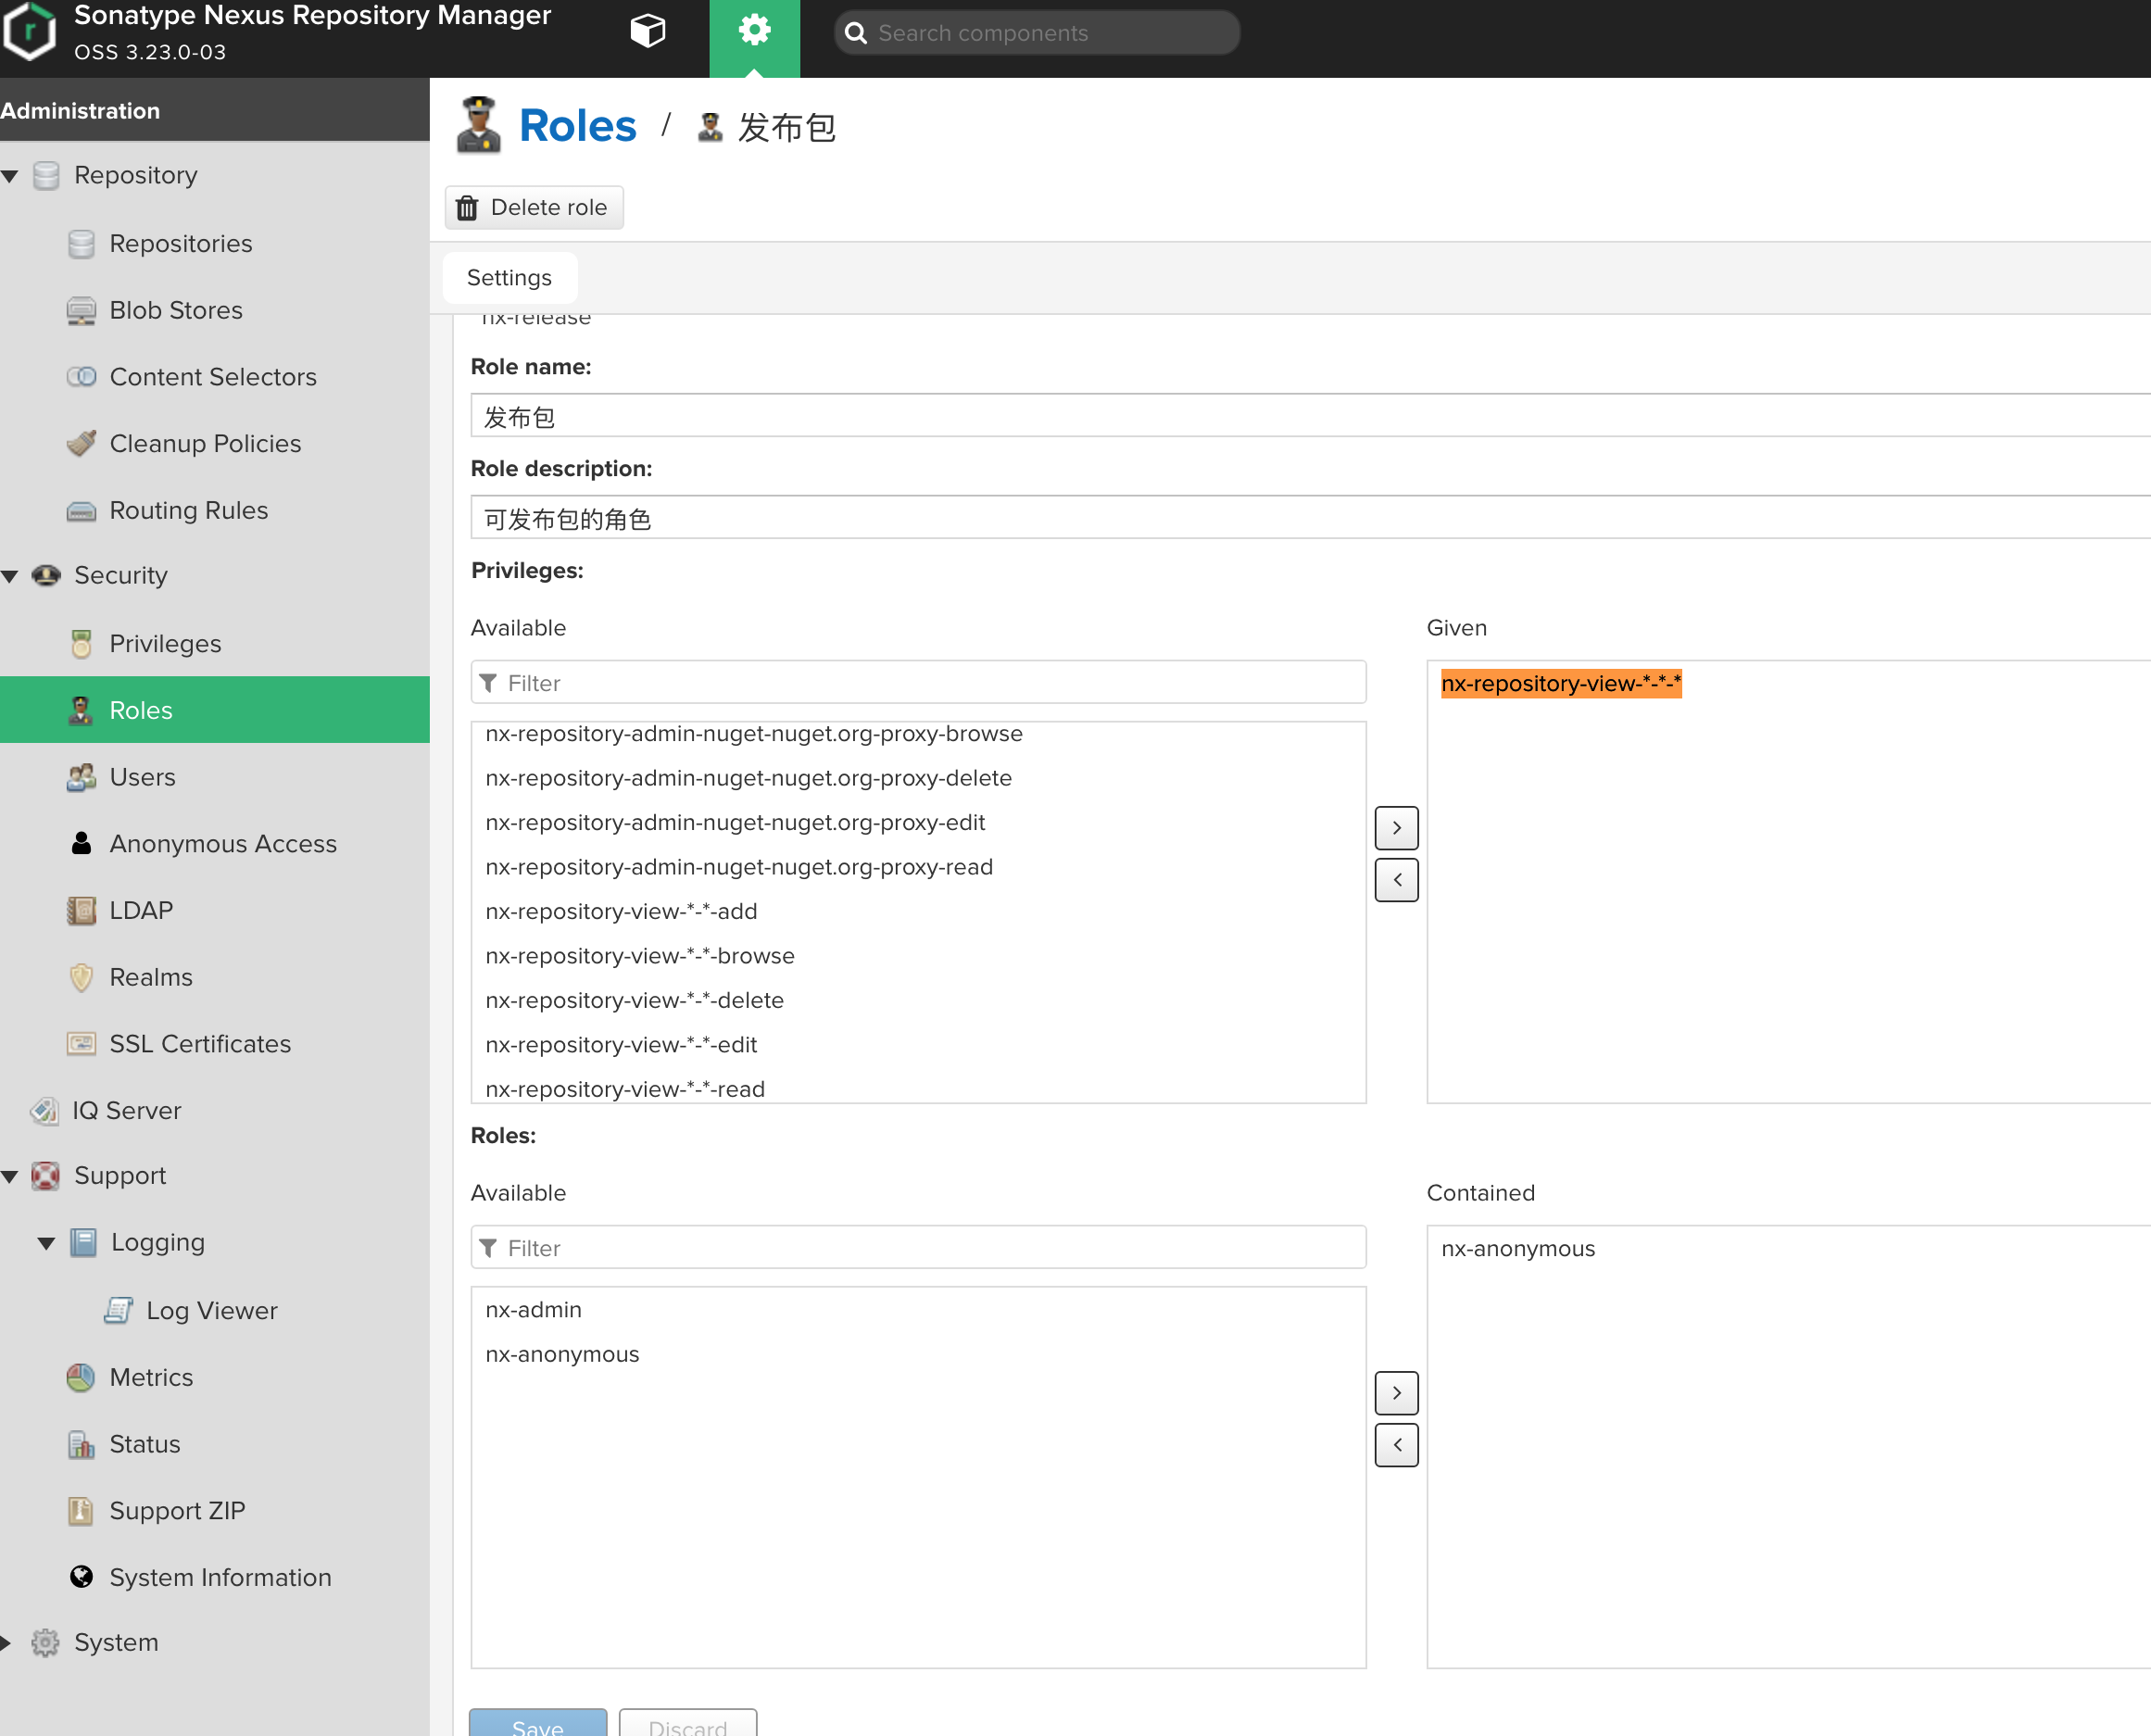 Sonatype Nexus Repository Manager
OSS 3.23.0-03
Search components
Administration
Repository
Repositories
Blob Stores
Content Selectors
Cleanup Policies
Routing Rules
Security
Privileges
Roles
Users
Anonymous Access
LDAP
Realms
SSL Certificates
IQ Server
Support
Logging
Log Viewer
Metrics
Status
Support ZIP
System Information
System
Roles / 发布包
Delete role
Settings
nx-release
Role name:
发布包
Role description:
可发布包的角色
Privileges:
Available
Filter
nx-repository-admin-nuget-nuget.org-proxy-browse
nx-repository-admin-nuget-nuget.org-proxy-delete
nx-repository-admin-nuget-nuget.org-proxy-edit
nx-repository-admin-nuget-nuget.org-proxy-read
nx-repository-view-*-*-add
nx-repository-view-*-*-browse
nx-repository-view-*-*-delete
nx-repository-view-*-*-edit
nx-repository-view-*-*-read
Given
nx-repository-view-*-*-*
Roles:
Available
Filter
nx-admin
nx-anonymous
Contained
nx-anonymous
Save
Discard